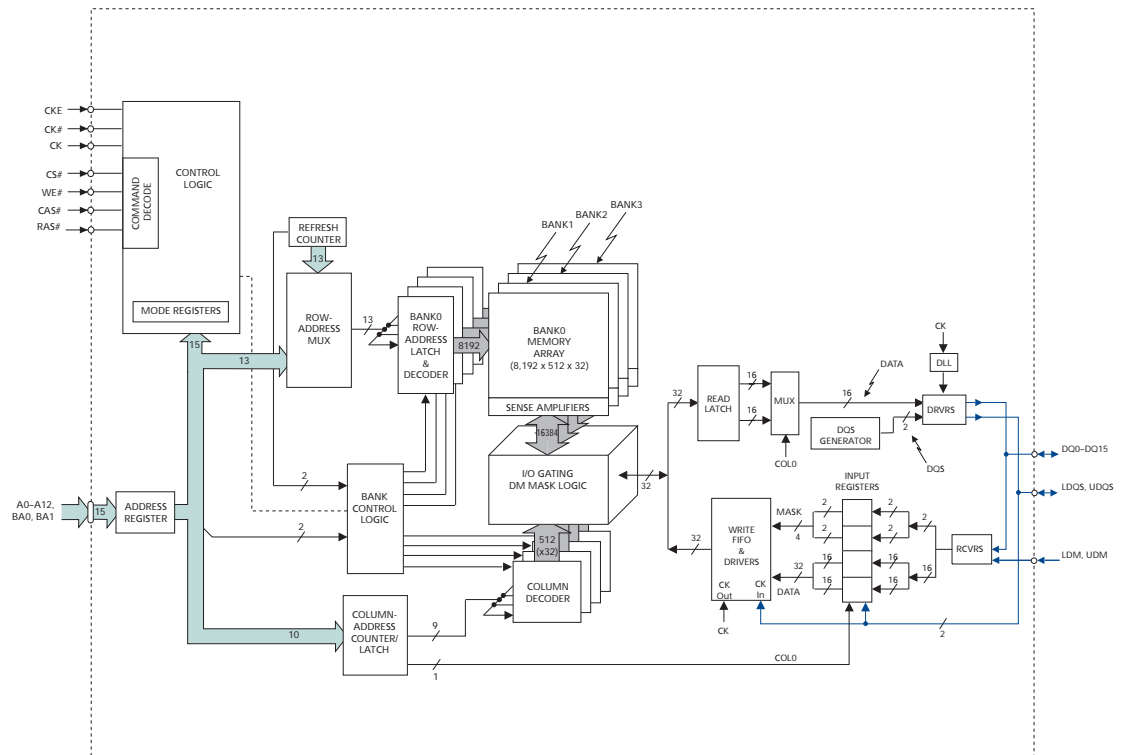 CKE
CK#
CK
CS#
WE#
CAS#
RAS#
CONTROL
LOGIC
COMMAND
DECODE
MODE REGISTERS
15
REFRESH
COUNTER
13
13
ROW-
ADDRESS
MUX
13
BANK0
ROW-
ADDRESS
LATCH
&
DECODER
8192
BANK3
BANK2
BANK1
BANK0
MEMORY
ARRAY
(8,192 x 512 x 32)
SENSE AMPLIFIERS
16384
I/O GATING
DM MASK LOGIC
32
A0–A12,
BA0, BA1
15
ADDRESS
REGISTER
2
2
BANK
CONTROL
LOGIC
512
(x32)
COLUMN
DECODER
10
COLUMN-
ADDRESS
COUNTER/
LATCH
9
1
COL0
32
READ
LATCH
16
16
MUX
COL0
16
DATA
DQS
GENERATOR
2
DQS
CK
DLL
DRVRS
DQ0–DQ15
LDQS, UDQS
LDM, UDM
32
WRITE
FIFO
&
DRIVERS
CK
Out
CK
In
CK
MASK
4
32
DATA
2
2
16
16
INPUT
REGISTERS
2
2
16
16
2
16
RCVRS
2